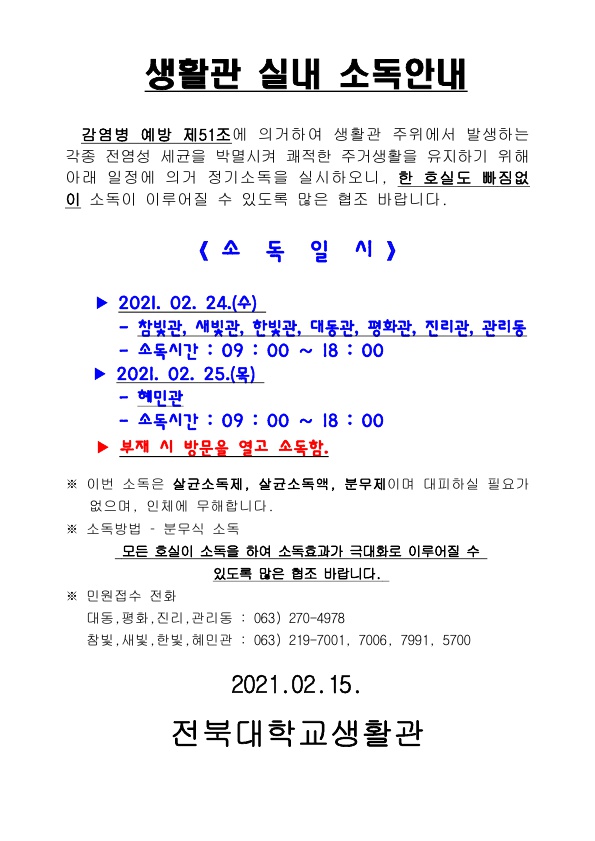 생활관 실내 소독안내
감염병 예방 제51조에 의거하여 생활관 주위에서 발생하는
각종 전염성 세균을 박멸시켜 쾌적한 주거생활을 유지하기 위해
아래 일정에 의거 정기소독을 실시하오니, 한 호실도 빠짐없
이 소독이 이루어질 수 있도록 많은 협조 바랍니다.
《 소 독 일 시 》
▶ 2021. 02. 24.(수)
- 참빛관, 새빛관, 한빛관, 대동관, 평화관, 진리관, 관리동
- 소독시간 : 09 : 00 ~ 18 : 00
▶ 2021. 02. 25.(목)
- 혜민관
- 소독시간 : 09 : 00 ~ 18 : 00
▶ 부재 시 방문을 열고 소독함.
※ 이번 소독은 살균소독제, 살균소독액, 분무제이며 대피하실 필요가
없으며, 인체에 무해합니다.
※ 소독방법 - 분무식 소독
모든 호실이 소독을 하여 소독효과가 극대화로 이루어질 수
있도록 많은 협조 바랍니다.
※ 민원접수 전화
대동,평화,진리,관리동 : 063) 270-4978
참빛,새빛,한빛,혜민관 : 063) 219-7001, 7006, 7991, 5700
2021.02.15.
전북대학교생활관